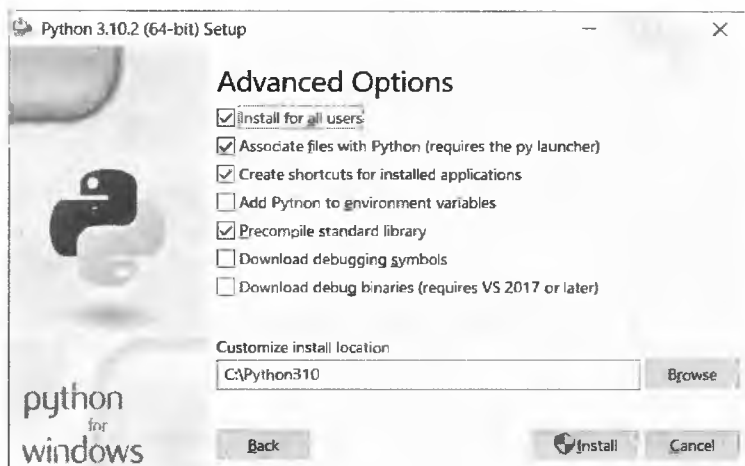 Python 3.10.2 (64-bit) Setup
Advanced Options
Install for all users
Associate files with Python (requires the py launcher)
Create shortcuts for installed applications
Add Python to environment variables
Precompile standard library
Download debugging symbols
Download debug binaries (requires VS 2017 or later)
Customize install location
C:\Python310
Browse
python
for
windows
Back
Install
Cancel